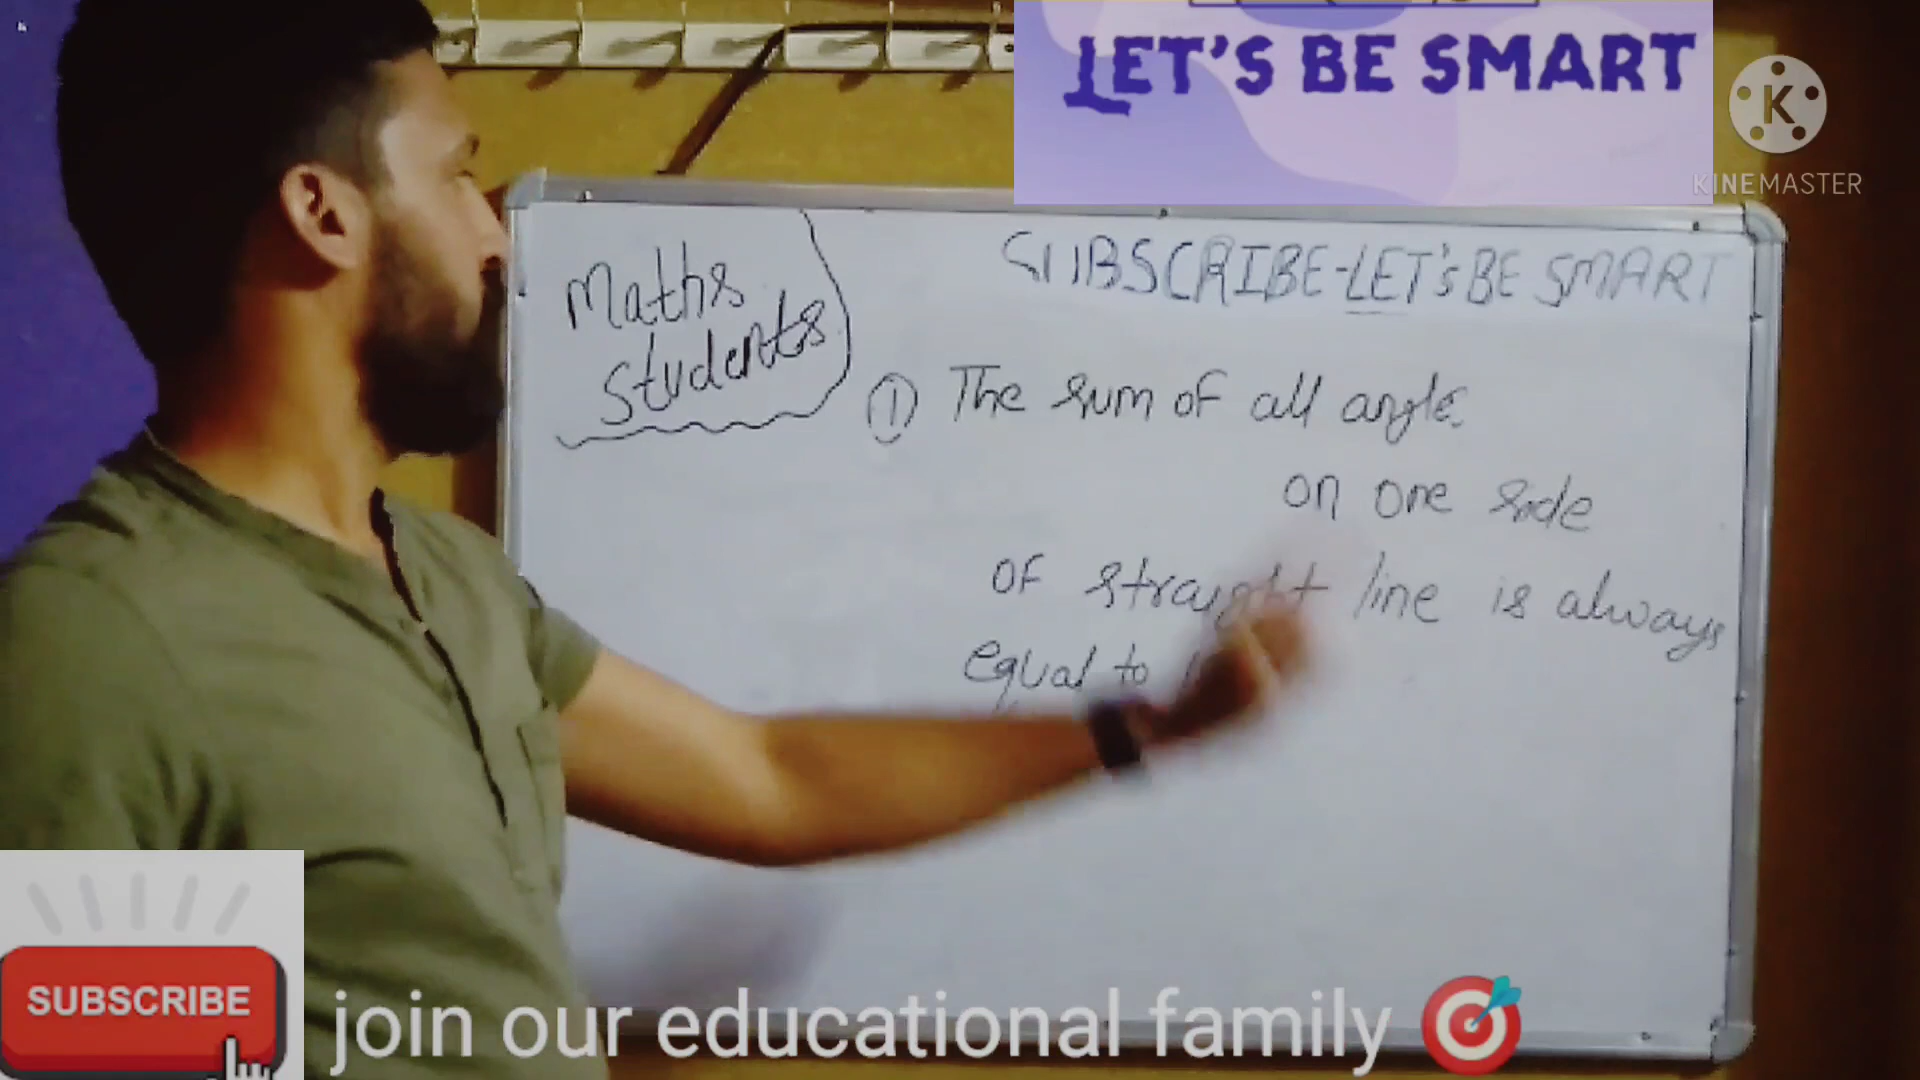 LET'S BE SMART
K
KINEMASTER
Maths
Students
SUBSCRIBE-LET's BE SMART
① The sum of all angle
on one side
of straight line is always
equal to
SUBSCRIBE
join our educational family